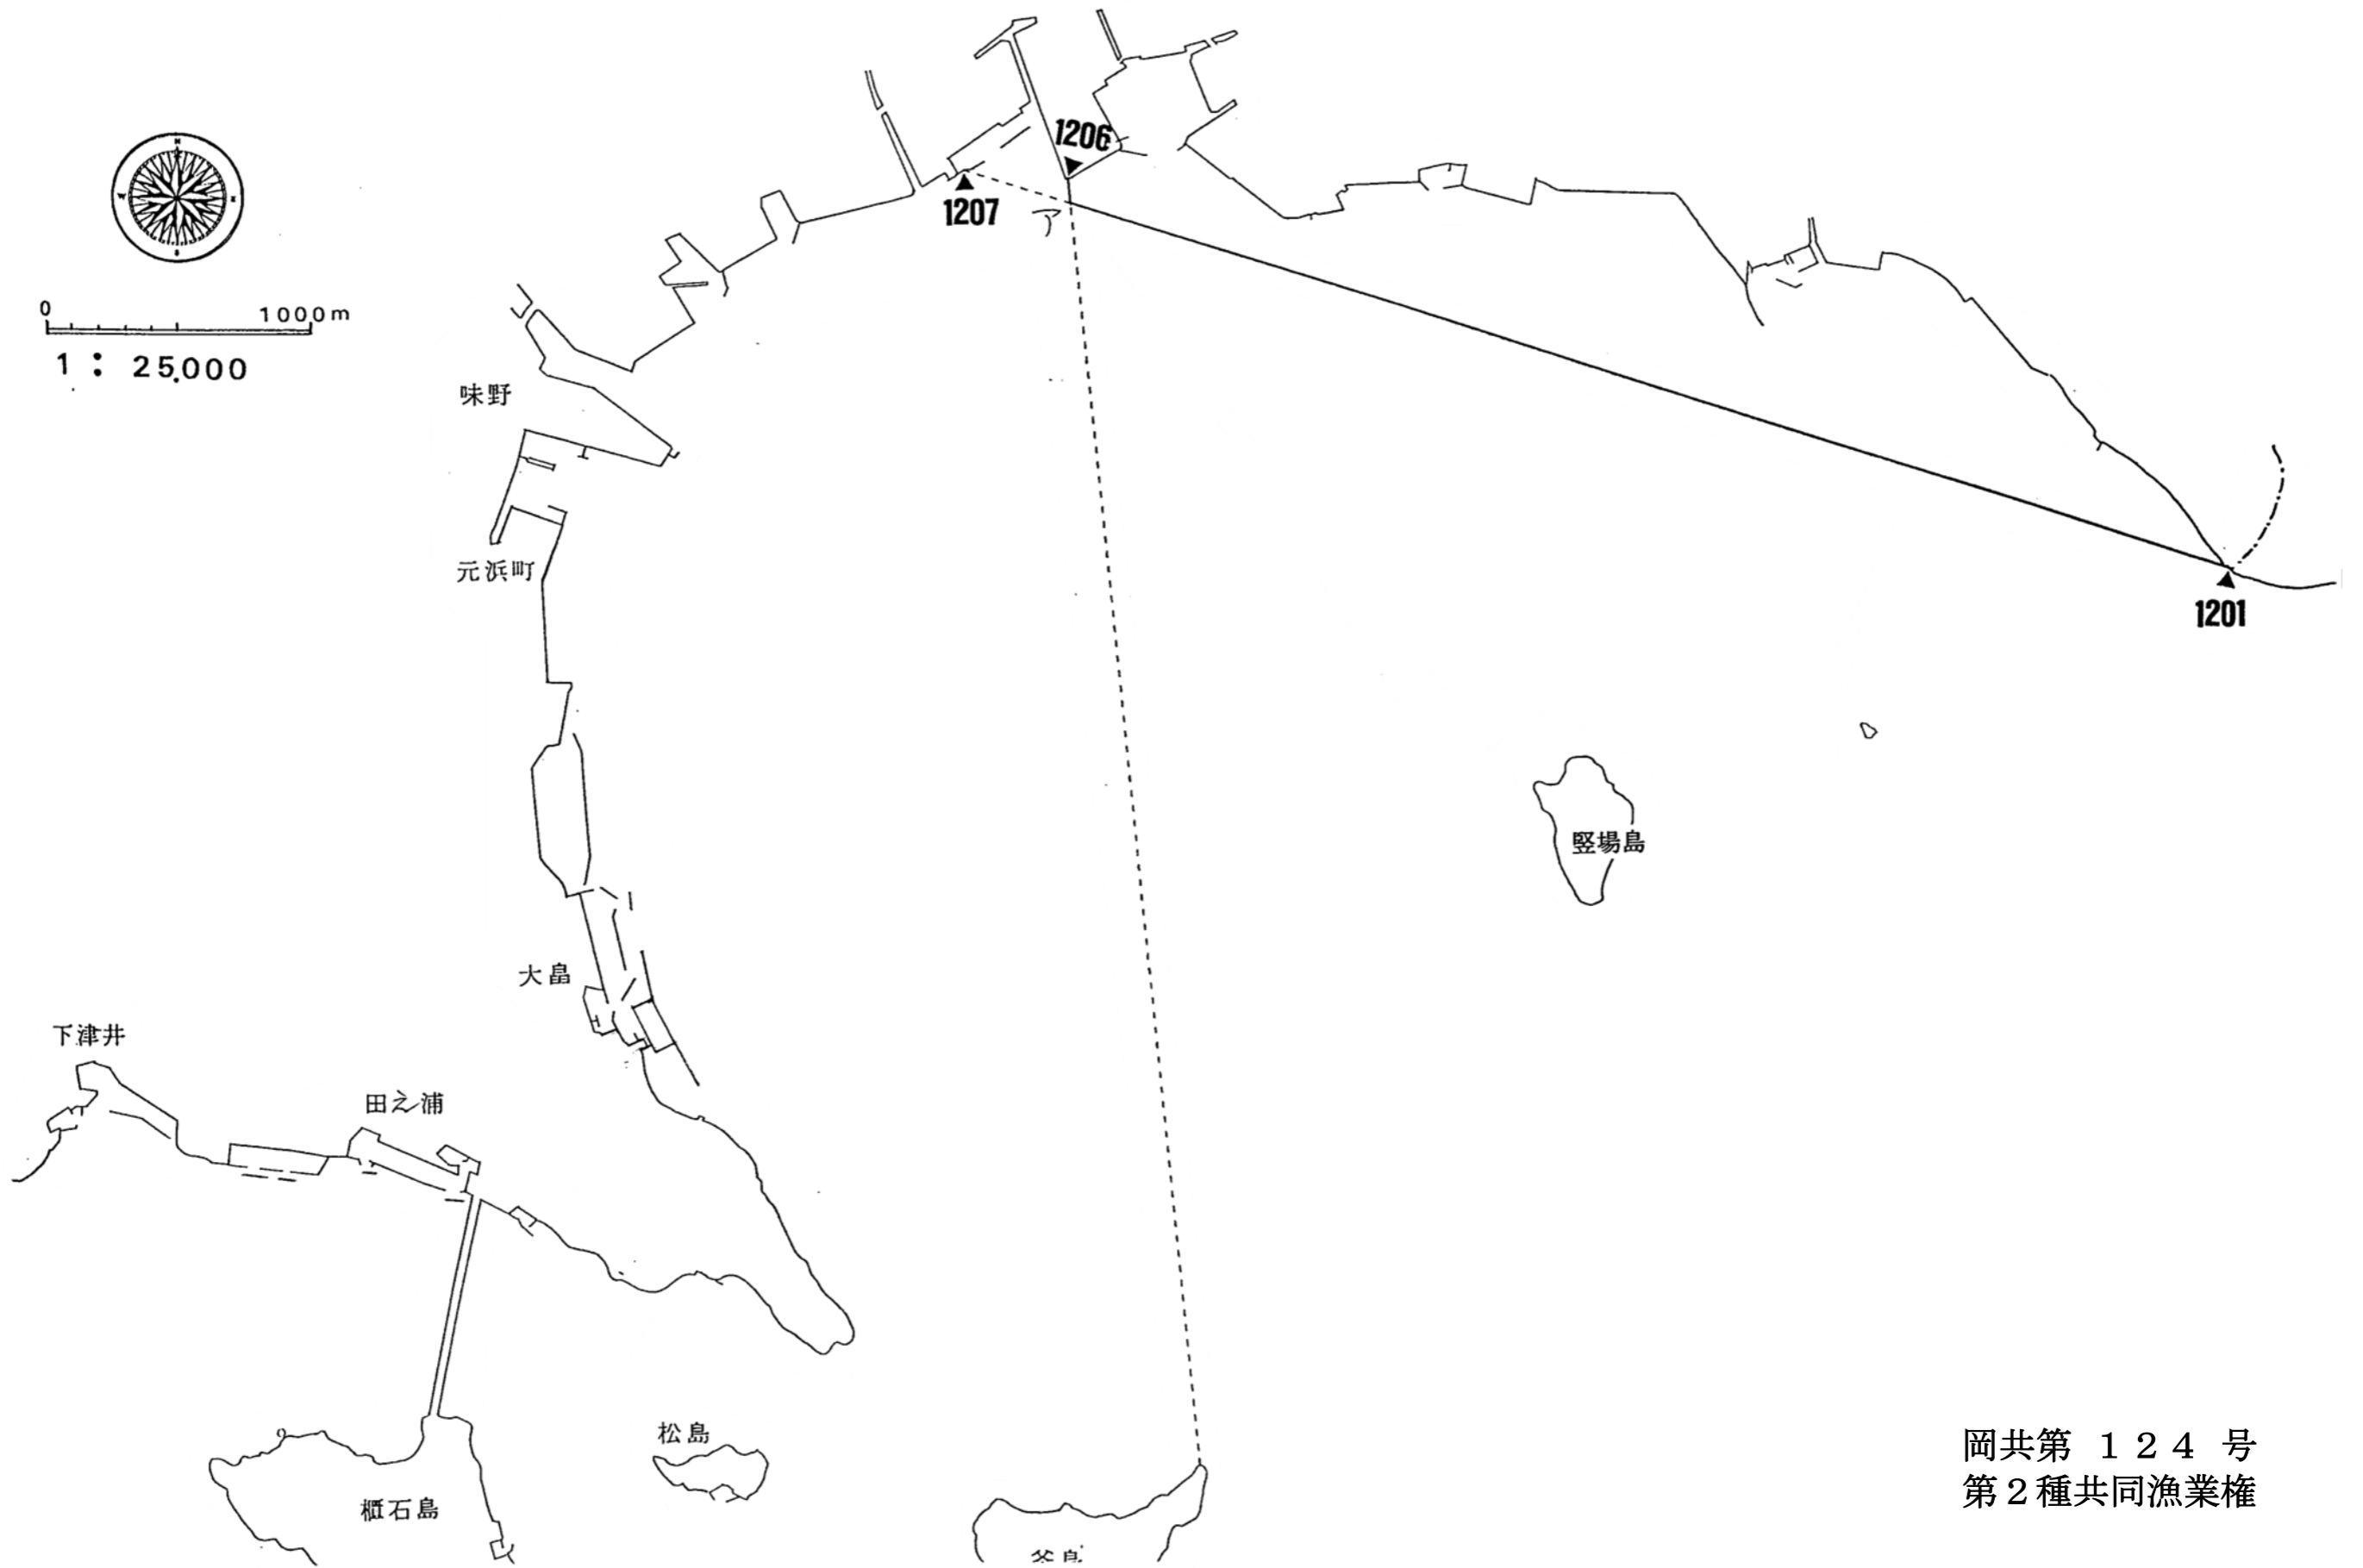 1206
1207
ア
N
0 1000m
1 : 25,000
味野
元浜町
1201
竪場島
大畠
下津井
田之浦
松島
櫃石島
釜島
岡共第 １２４ 号
第２種共同漁業権